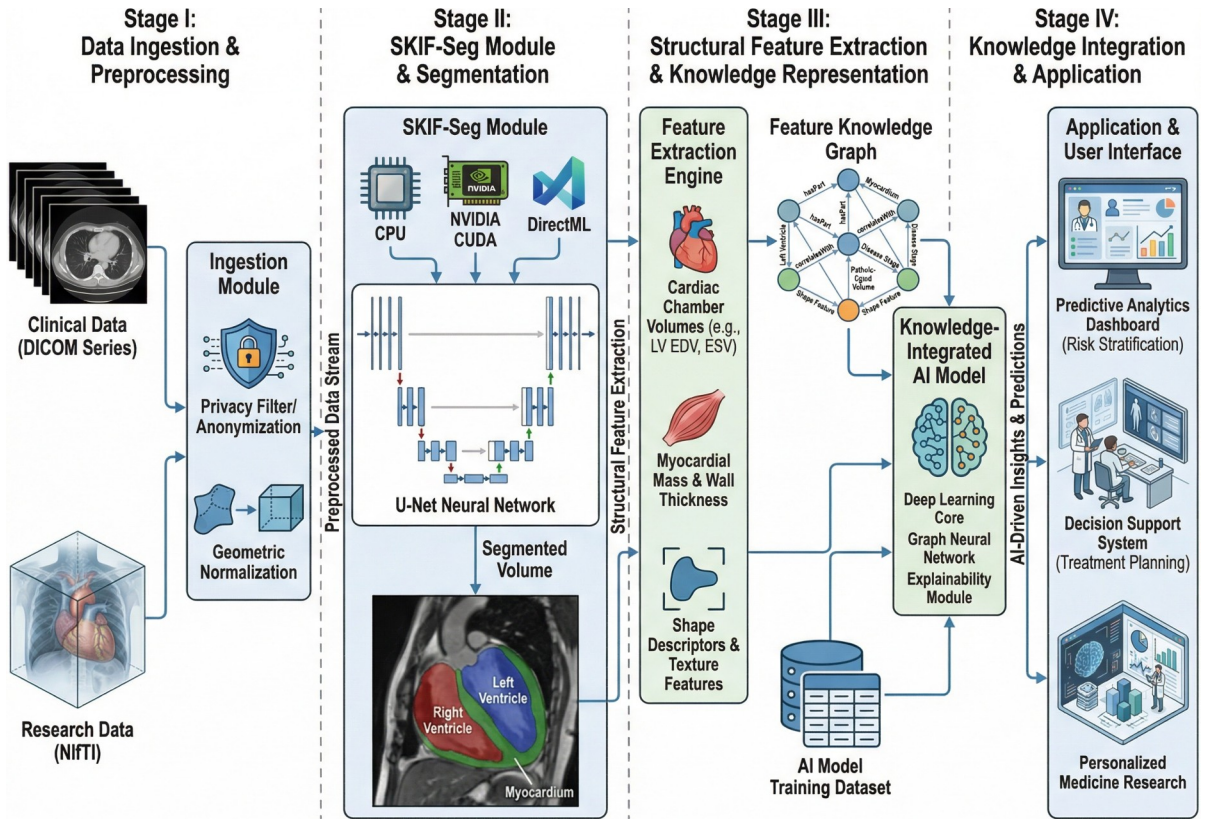 Stage I:
Data Ingestion &
Preprocessing
Stage II:
SKIF-Seg Module
& Segmentation
Stage III:
Structural Feature Extraction
& Knowledge Representation
Stage IV:
Knowledge Integration
& Application
Clinical Data
(DICOM Series)
Research Data
(NIfTI)
Ingestion
Module
Privacy Filter/
Anonymization
Geometric
Normalization
Preprocessed Data Stream
SKIF-Seg Module
CPU
NVIDIA
NVIDIA
CUDA
DirectML
U-Net Neural Network
Segmented
Volume
Left
Ventricle
Right
Ventricle
Myocardium
Structural Feature Extraction
Feature
Extraction
Engine
Cardiac
Chamber
Volumes (e.g.,
LV EDV, ESV)
Myocardial
Mass & Wall
Thickness
Shape
Descriptors &
Texture
Features
Feature Knowledge
Graph
hasPart
Myocardium
hasPart
hasPart
correlatesWith
Left Ventricle
correlatesWith
Disease Stage
Disease Stage
Patholc-
Cgied
Volume
Shape Feature
Shape Feature
Knowledge-
Integrated
AI Model
Deep Learning
Core
Graph Neural
Network
Explainability
Module
AI Model
Training Dataset
AI-Driven Insights & Predictions
Application &
User Interface
Predictive Analytics
Dashboard
(Risk Stratification)
Decision Support
System
(Treatment Planning)
Personalized
Medicine Research